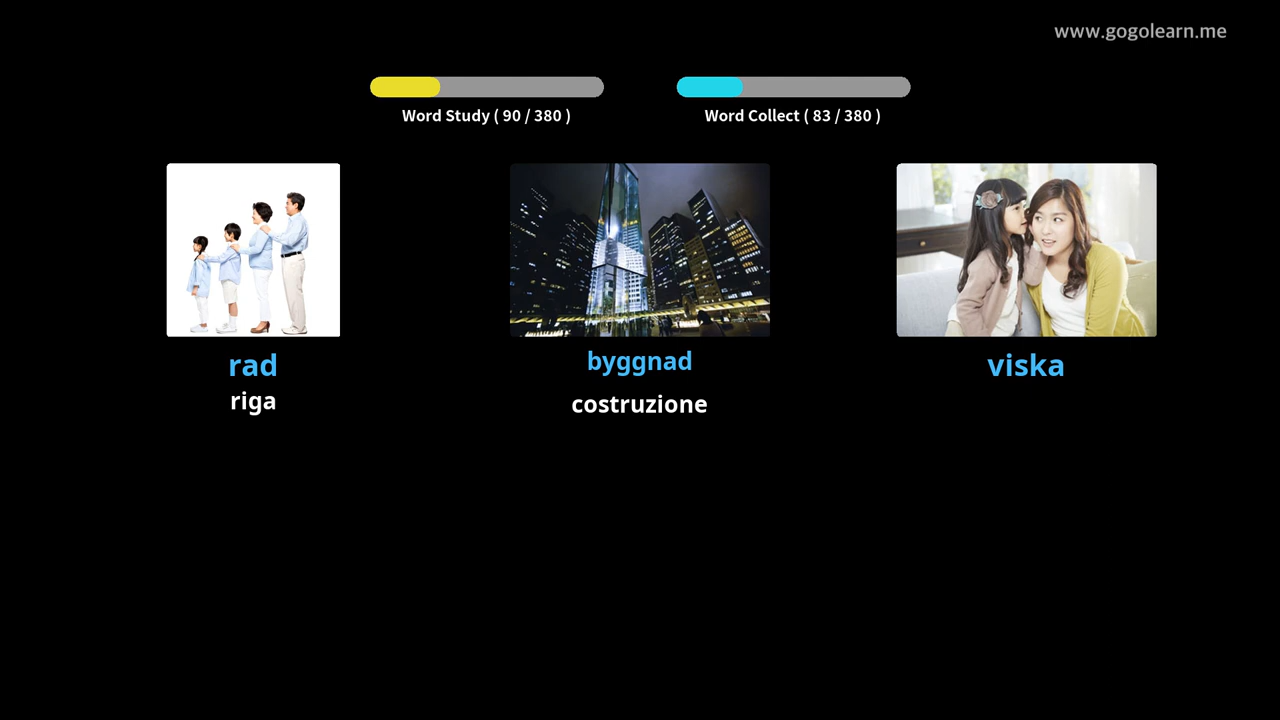 www.gogolearn.me
Word Study ( 90 / 380 )
Word Collect ( 83 / 380 )
rad
riga
byggnad
costruzione
viska